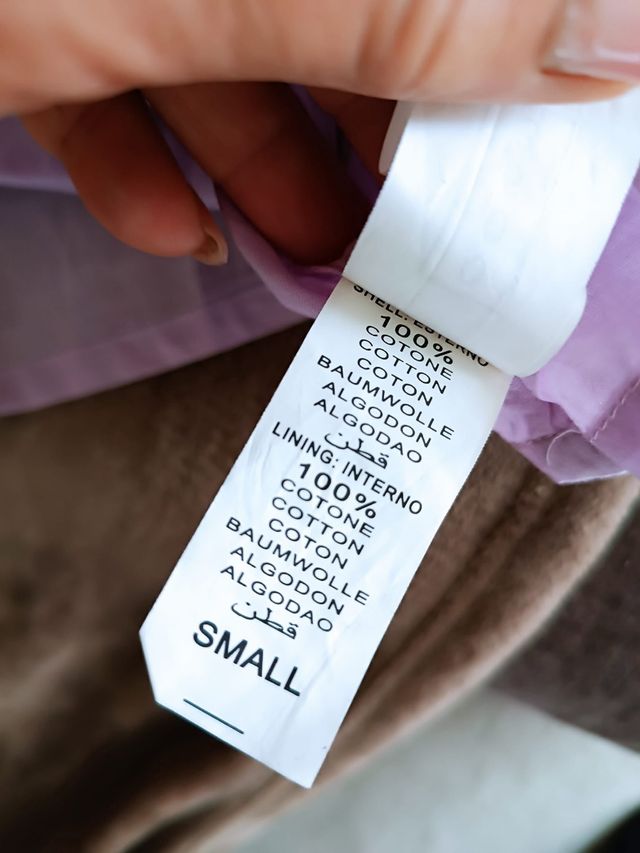 SHELL: ESTERNO
100%
COTONE
COTTON
COTON
BAUMWOLLE
ALGODON
ALGODAO
قطن
LINING: INTERNO
100%
COTONE
COTTON
COTON
BAUMWOLLE
ALGODON
ALGODAO
قطن
SMALL